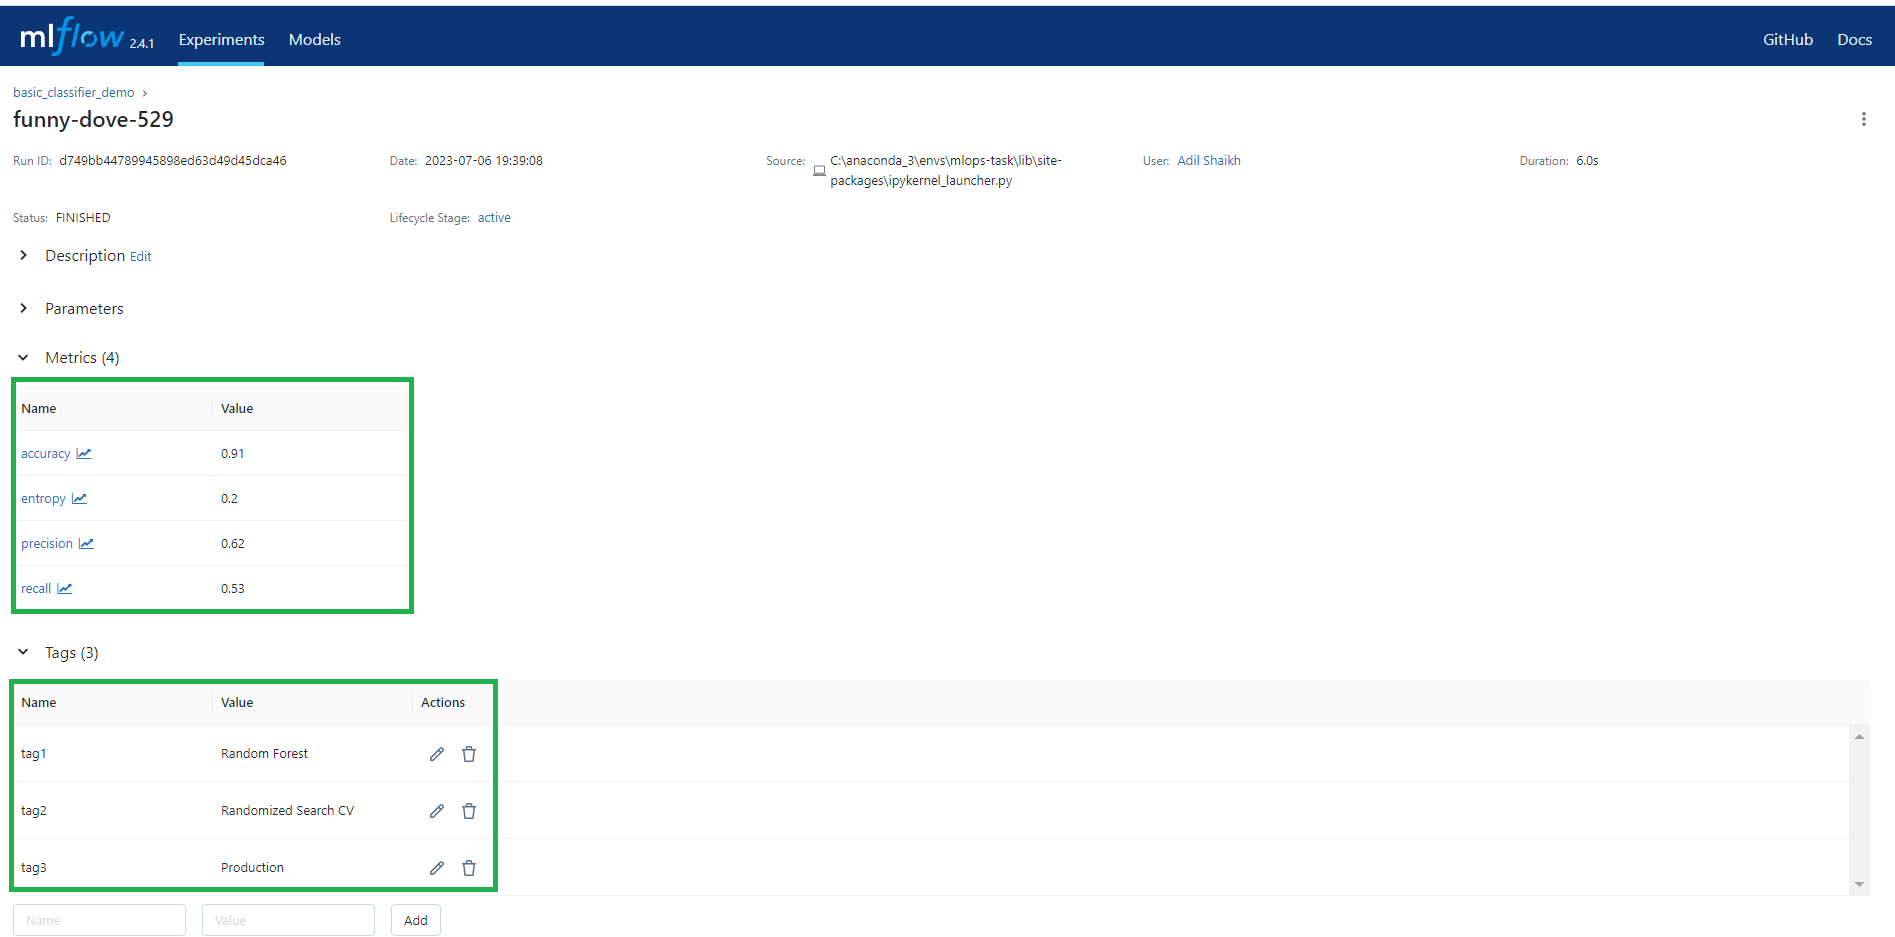 mlflow 2.4.1 Experiments Models GitHub Docs
basic_classifier_demo
funny-dove-529
Run ID: d749bb44789945898ed63d49d45dca46 Date: 2023-07-06 19:39:08 Source: C:\anaconda_3\envs\mlops-task\lib\site- User: Adil Shaikh Duration: 6.0s
packages\ipykernel_launcher.py
Status: FINISHED Lifecycle Stage: active
Description Edit
Parameters
Metrics (4)
Name Value
accuracy 0.91
entropy 0.2
precision 0.62
recall 0.53
Tags (3)
Name Value Actions
tag1 Random Forest
tag2 Randomized Search CV
tag3 Production
Name Value Add